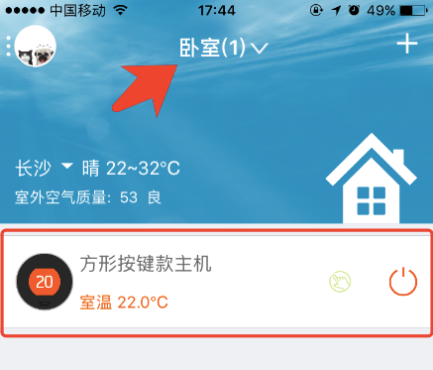 中国移动 17:44 49%
卧室(1)
长沙 晴 22~32°C
室外空气质量: 53 良
方形按键款主机
20
室温 22.0°C